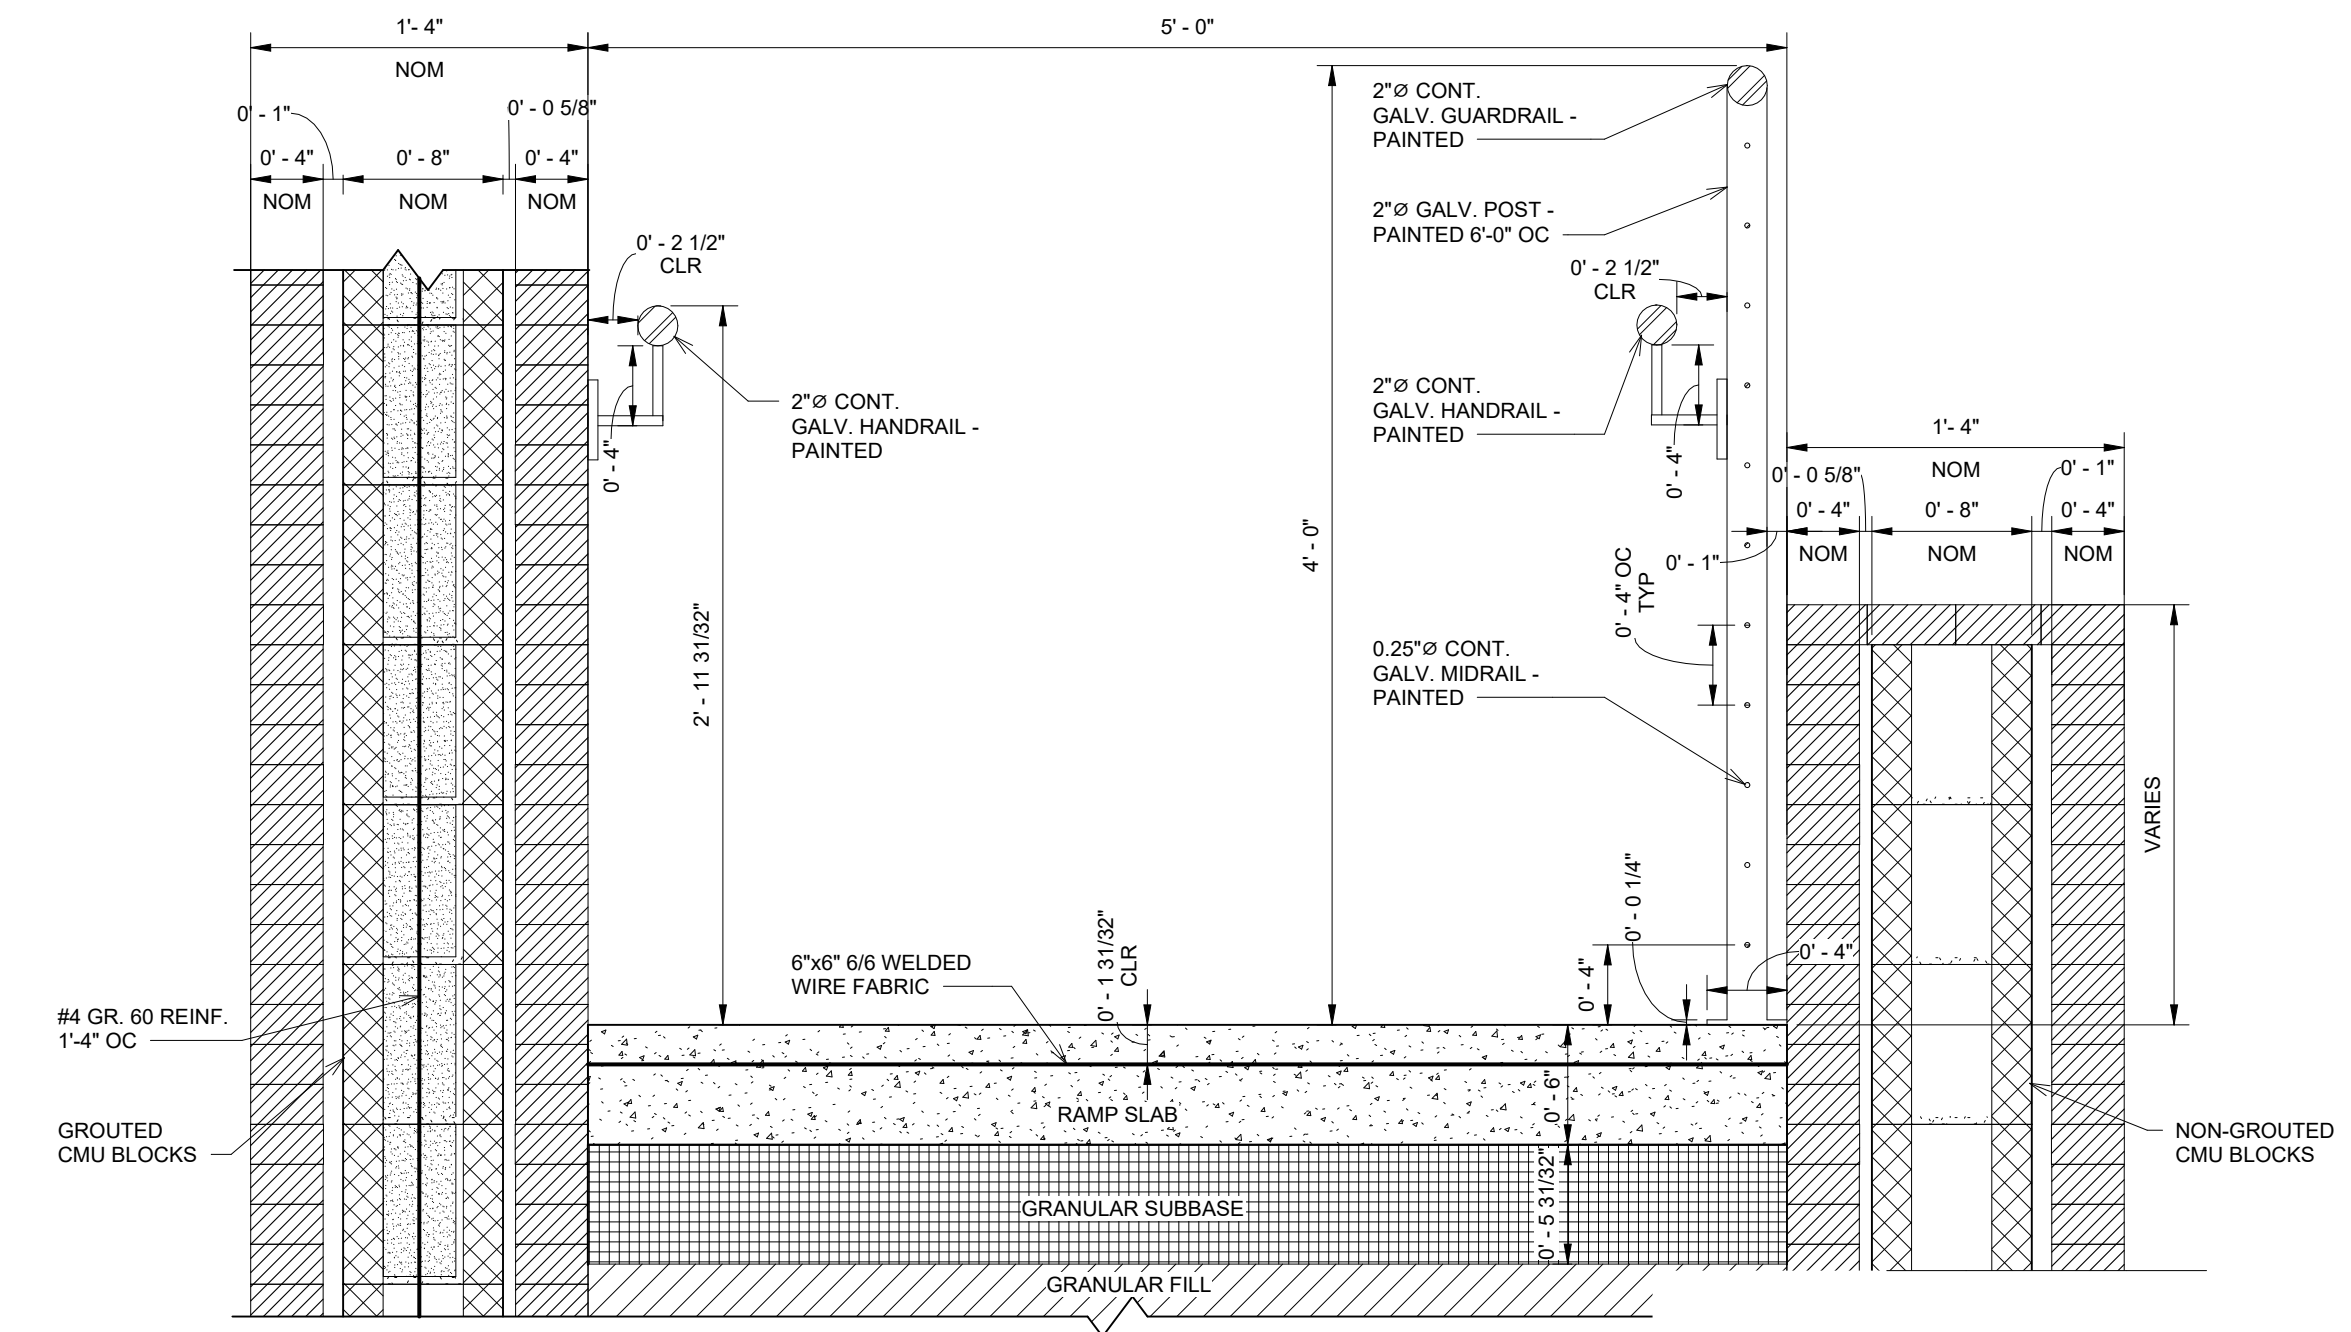 1'- 4"
NOM
5' - 0"
0' - 1"
0' - 0 5/8"
0' - 4"
NOM
0' - 8"
NOM
0' - 4"
NOM
0' - 2 1/2"
CLR
2"Ø CONT.
GALV. HANDRAIL -
PAINTED
0' - 4"
2' - 11 31/32"
4' - 0"
2"Ø CONT.
GALV. GUARDRAIL -
PAINTED
2"Ø GALV. POST -
PAINTED 6'-0" OC
0' - 2 1/2"
CLR
2"Ø CONT.
GALV. HANDRAIL -
PAINTED
0' - 4"
0' - 1"
0' - 4" OC
TYP
0.25"Ø CONT.
GALV. MIDRAIL -
PAINTED
1'- 4"
NOM
0' - 0 5/8"
0' - 1"
0' - 4"
NOM
0' - 8"
NOM
0' - 4"
NOM
VARIES
0' - 0 1/4"
0' - 4"
0' - 4"
6"x6" 6/6 WELDED
WIRE FABRIC
0' - 1 31/32"
CLR
#4 GR. 60 REINF.
1'-4" OC
GROUTED
CMU BLOCKS
RAMP SLAB
0' - 6"
NON-GROUTED
CMU BLOCKS
GRANULAR SUBBASE
0' - 5 31/32"
GRANULAR FILL